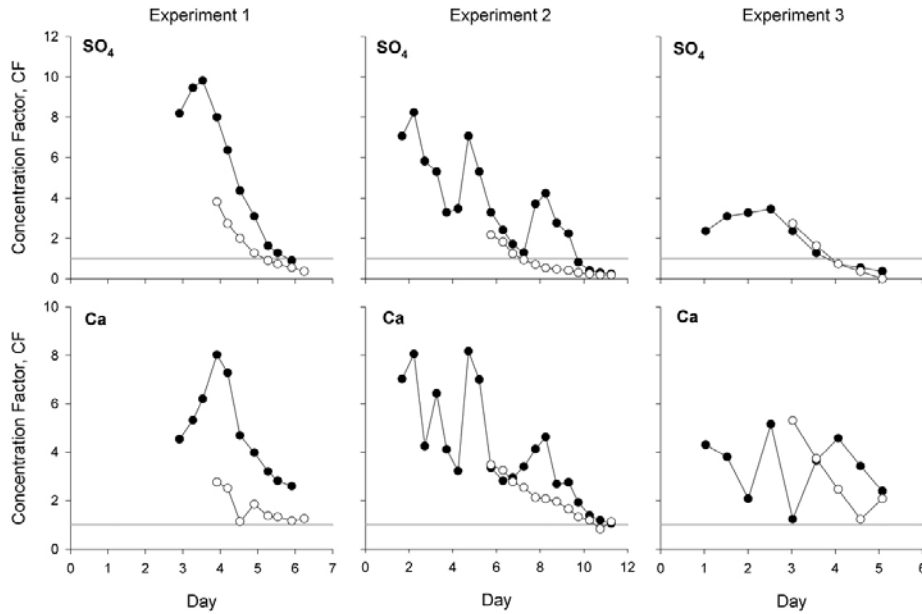 Experiment 1 Experiment 2 Experiment 3
SO4 SO4 SO4
Concentration Factor, CF
12
10
8
6
4
2
0
Ca Ca Ca
Concentration Factor, CF
10
8
6
4
2
0
0 1 2 3 4 5 6 7 0 2 4 6 8 10 12 0 1 2 3 4 5 6
Day Day Day